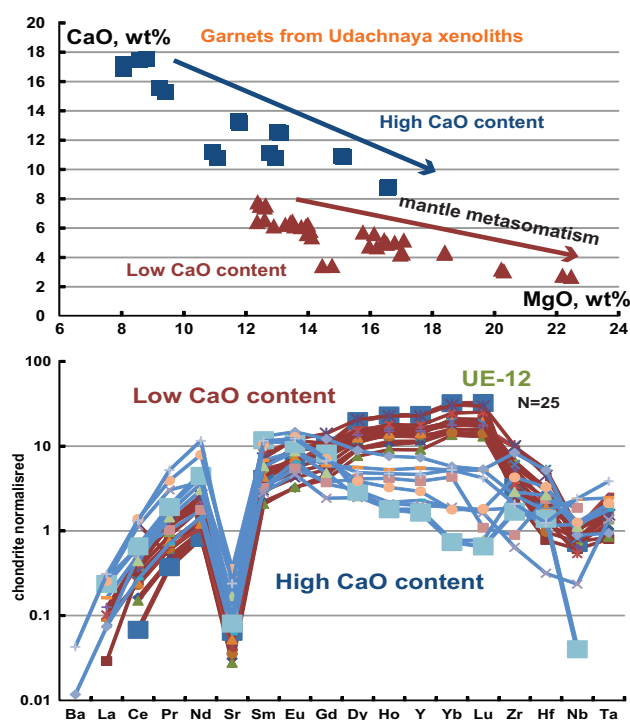 20
CaO, wt%
Garnets from Udachnaya xenoliths
18
16
14
High CaO content
12
10
8
mantle metasomatism
6
4
Low CaO content
2
MgO, wt%
0
6 8 10 12 14 16 18 20 22 24
100
Low CaO content
UE-12
N=25
10
chondrite normalisred
1
High CaO content
0.1
0.01
Ba La Ce Pr Nd Sr Sm Eu Gd Dy Ho Y Yb Lu Zr Hf Nb Ta